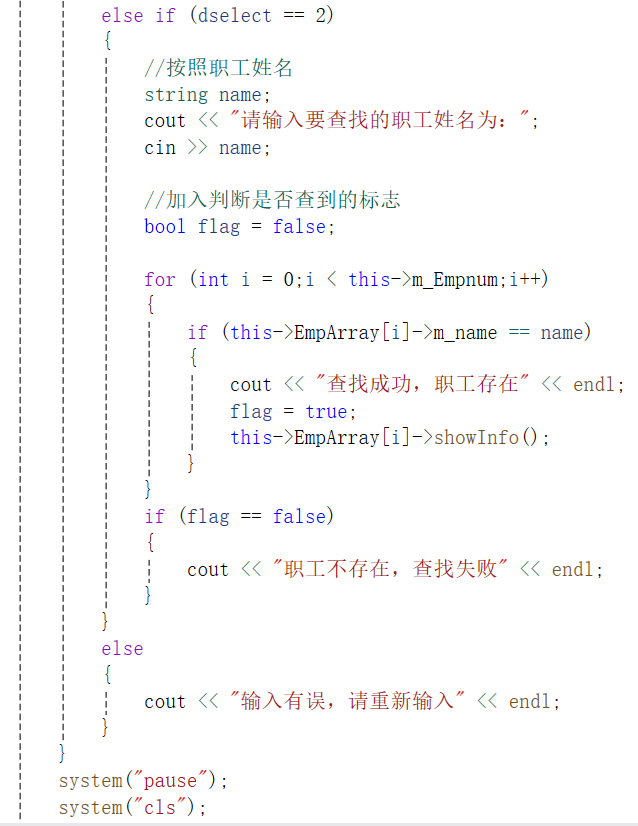 else if (dselect == 2)
{
//按照职工姓名
string name;
cout << "请输入要查找的职工姓名为：";
cin >> name;
//加入判断是否查到的标志
bool flag = false;
for (int i = 0;i < this->m_Empnum;i++)
{
if (this->EmpArray[i]->m_name == name)
{
cout << "查找成功，职工存在" << endl;
flag = true;
this->EmpArray[i]->showInfo();
}
}
if (flag == false)
{
cout << "职工不存在，查找失败" << endl;
}
}
else
{
cout << "输入有误，请重新输入" << endl;
}
}
system("pause");
system("cls");